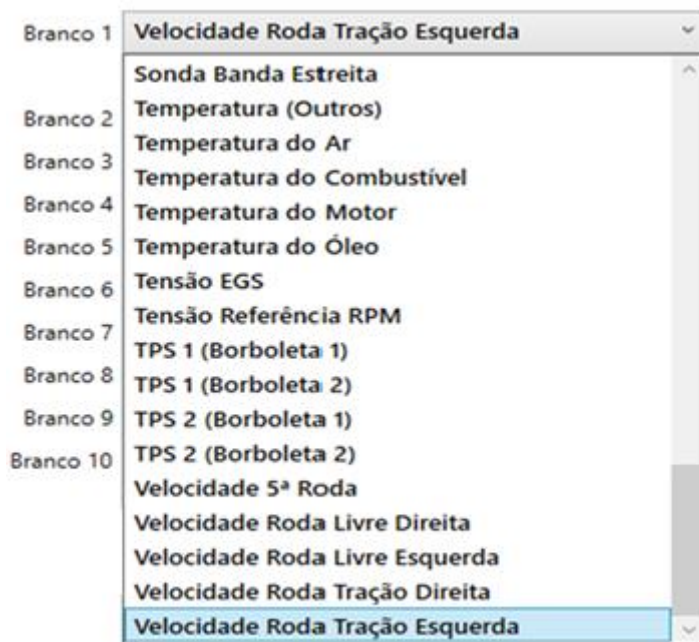 Branco 1 Velocidade Roda Tração Esquerda
Sonda Banda Estreita
Branco 2 Temperatura (Outros)
Branco 3 Temperatura do Ar
Temperatura do Combustível
Branco 4 Temperatura do Motor
Branco 5 Temperatura do Óleo
Branco 6 Tensão EGS
Branco 7 Tensão Referência RPM
TPS 1 (Borboleta 1)
Branco 8 TPS 1 (Borboleta 2)
Branco 9 TPS 2 (Borboleta 1)
Branco 10 TPS 2 (Borboleta 2)
Velocidade 5ª Roda
Velocidade Roda Livre Direita
Velocidade Roda Livre Esquerda
Velocidade Roda Tração Direita
Velocidade Roda Tração Esquerda